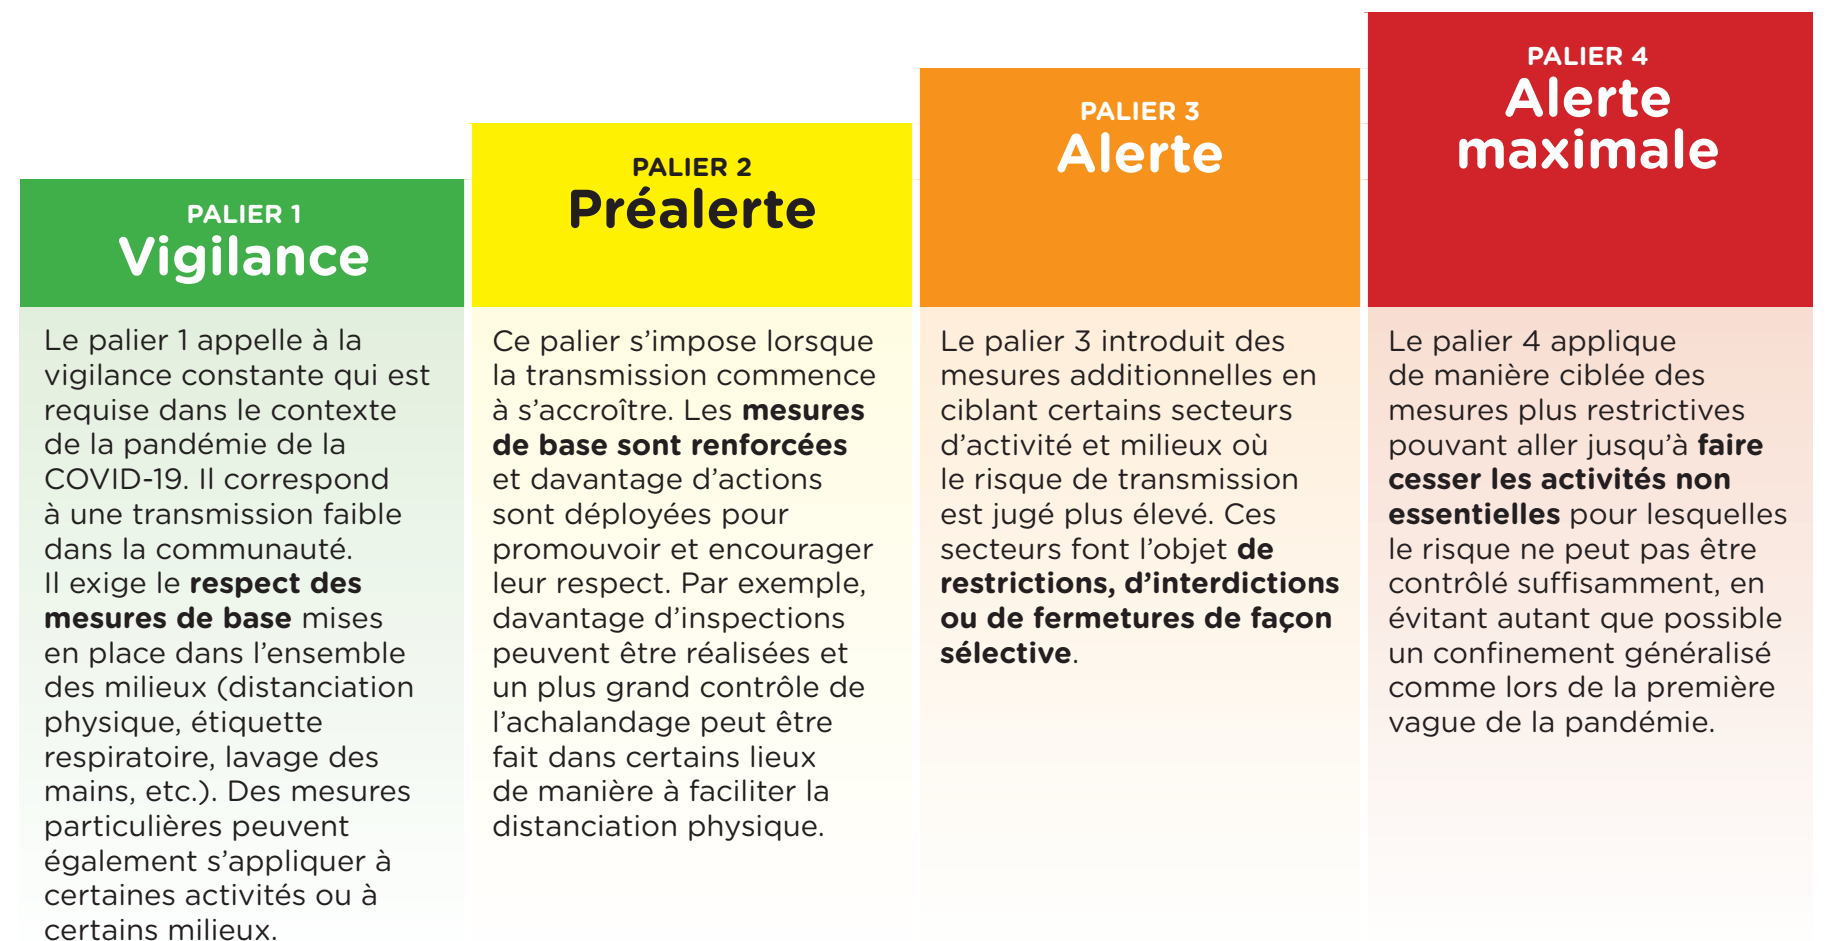 PALIER 1
Vigilance
Le palier 1 appelle à la
vigilance constante qui est
requise dans le contexte
de la pandémie de la
COVID-19. Il correspond
à une transmission faible
dans la communauté.
Il exige le respect des
mesures de base mises
en place dans l’ensemble
des milieux (distanciation
physique, étiquette
respiratoire, lavage des
mains, etc.). Des mesures
particulières peuvent
également s’appliquer à
certaines activités ou à
certains milieux.
PALIER 2
Préalerte
Ce palier s’impose lorsque
la transmission commence
à s’accroître. Les mesures
de base sont renforcées
et davantage d’actions
sont déployées pour
promouvoir et encourager
leur respect. Par exemple,
davantage d’inspections
peuvent être réalisées et
un plus grand contrôle de
l’achalandage peut être
fait dans certains lieux
de manière à faciliter la
distanciation physique.
PALIER 3
Alerte
Le palier 3 introduit des
mesures additionnelles en
ciblant certains secteurs
d’activité et milieux où
le risque de transmission
est jugé plus élevé. Ces
secteurs font l’objet de
restrictions, d’interdictions
ou de fermetures de façon
sélective.
PALIER 4
Alerte
maximale
Le palier 4 applique
de manière ciblée des
mesures plus restrictives
pouvant aller jusqu’à faire
cesser les activités non
essentielles pour lesquelles
le risque ne peut pas être
contrôlé suffisamment, en
évitant autant que possible
un confinement généralisé
comme lors de la première
vague de la pandémie.